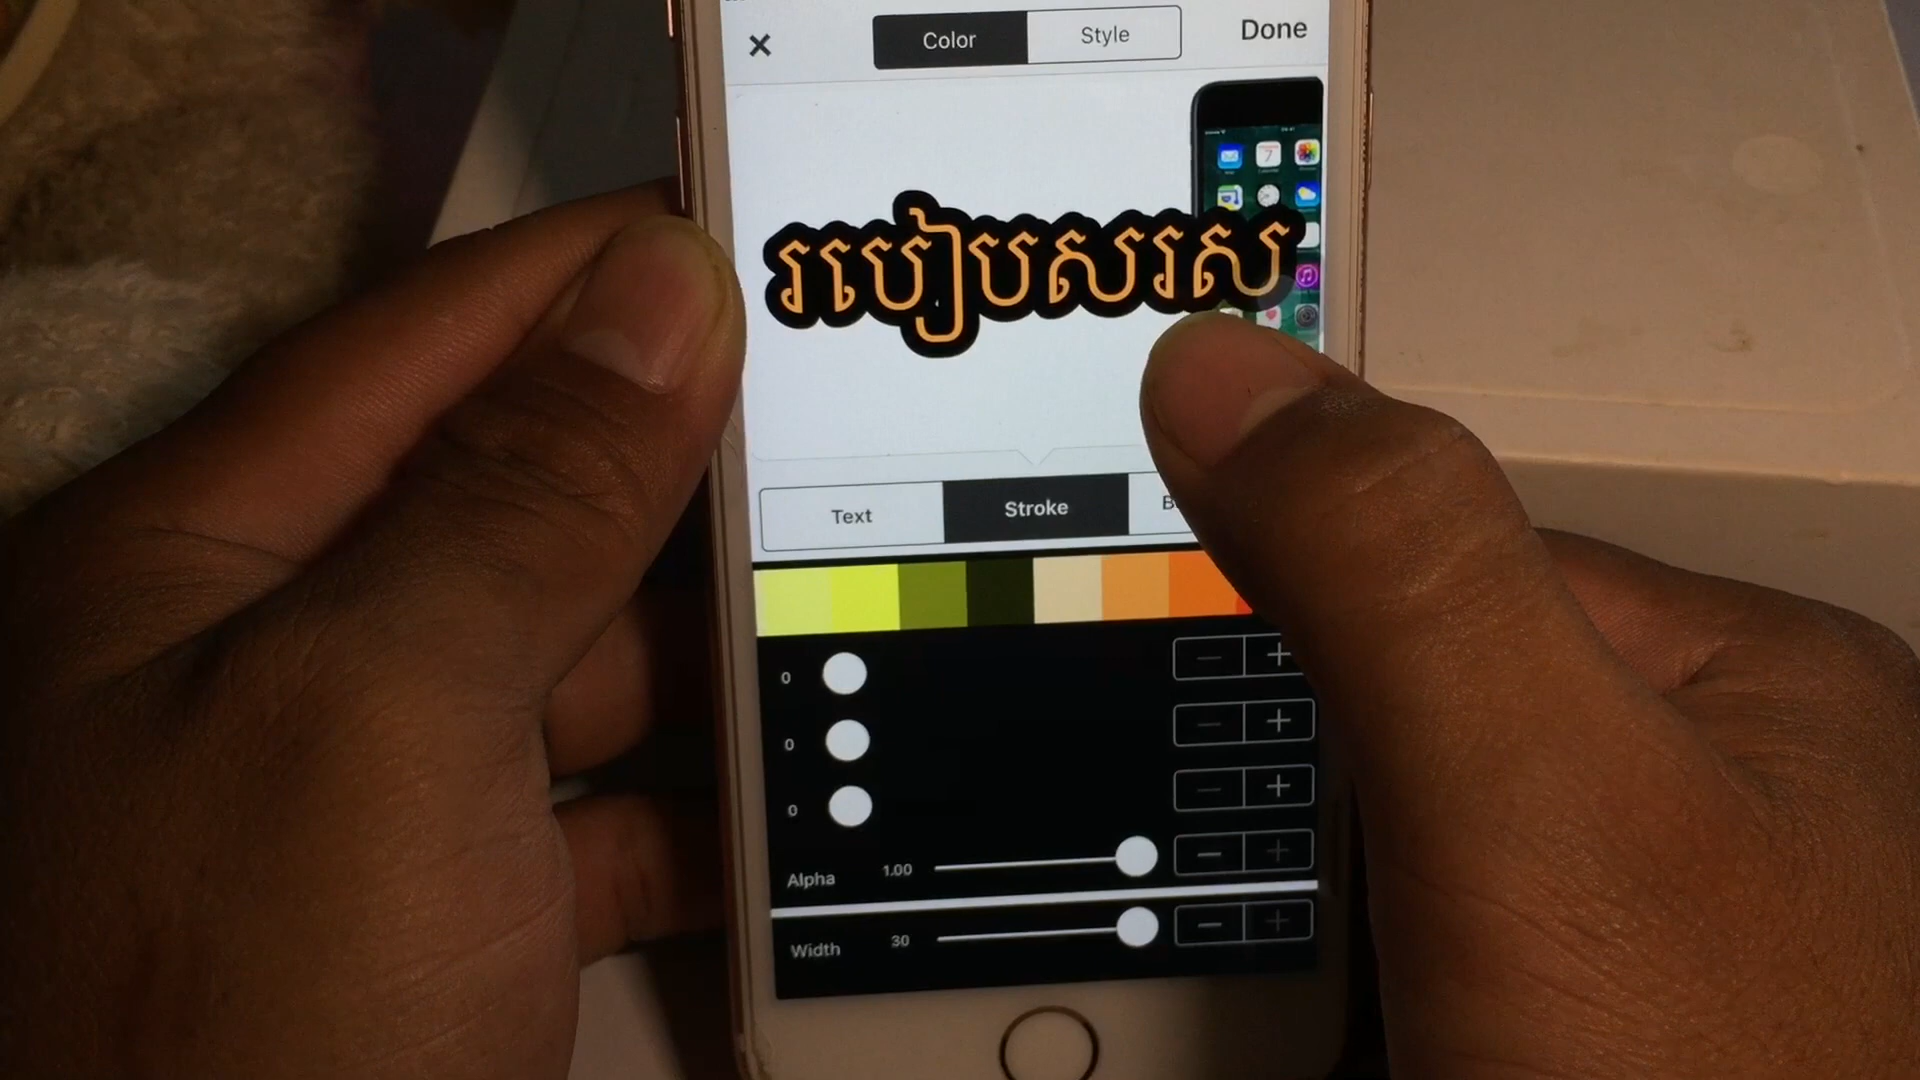 Color Style Done
របៀបសរស
Text Stroke
0
0
0
Alpha 1.00
Width 30